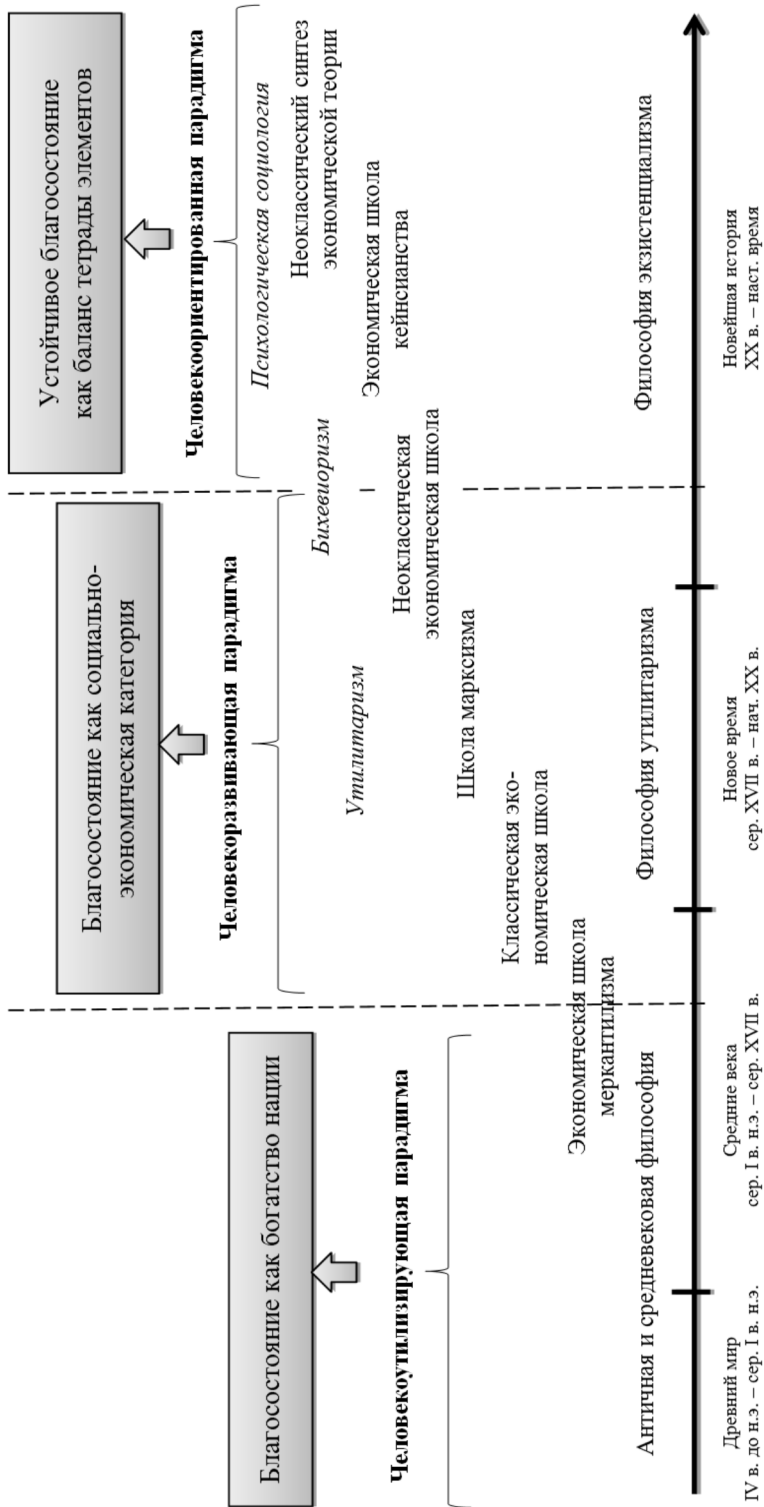 Устойчивое благосостояние
как баланс тетрады элементов
Человекоориентированная парадигма
Психологическая социология
Неоклассический синтез
экономической теории
Экономическая школа
кейнсианства
Философия экзистенциализма
Новейшая история
XX в. – наст. время
Благосостояние как социально-
экономическая категория
Человекоразвивающая парадигма
Бихевиоризм
Утилитаризм
Неоклассическая
экономическая школа
Школа марксизма
Классическая эко-
номическая школа
Философия утилитаризма
Новое время
сер. XVII в. – нач. XX в.
Благосостояние как богатство нации
Человекоутилизирующая парадигма
Экономическая школа
меркантилизма
Античная и средневековая философия
Средние века
сер. I в. н.э. – сер. XVII в.
Древний мир
IV в. до н.э. – сер. I в. н.э.